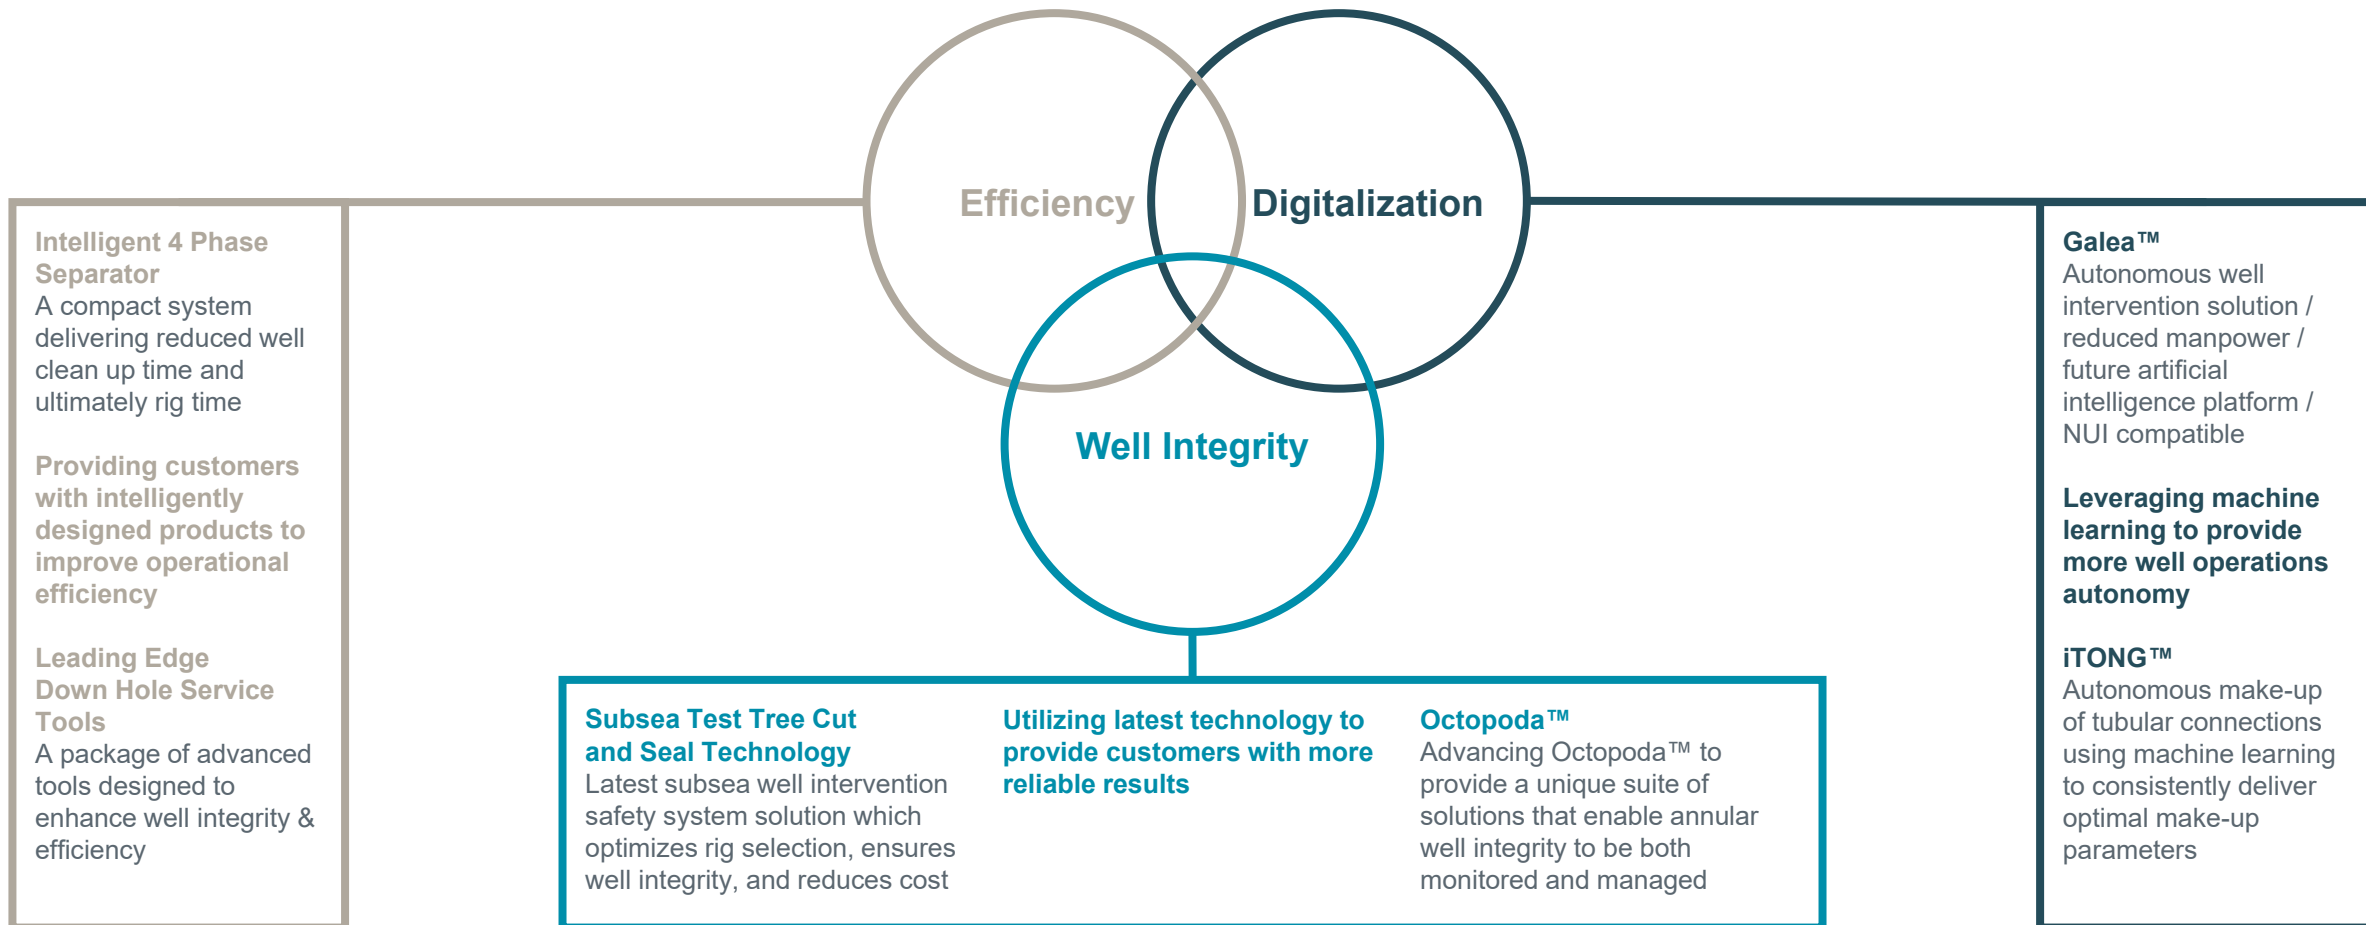 Efficiency
Digitalization
Well Integrity
Intelligent 4 Phase
Separator
A compact system
delivering reduced well
clean up time and
ultimately rig time
Providing customers
with intelligently
designed products to
improve operational
efficiency
Leading Edge
Down Hole Service
Tools
A package of advanced
tools designed to
enhance well integrity &
efficiency
Subsea Test Tree Cut
and Seal Technology
Latest subsea well intervention
safety system solution which
optimizes rig selection, ensures
well integrity, and reduces cost
Utilizing latest technology to
provide customers with more
reliable results
Octopoda™
Advancing Octopoda™ to
provide a unique suite of
solutions that enable annular
well integrity to be both
monitored and managed
Galea™
Autonomous well
intervention solution /
reduced manpower /
future artificial
intelligence platform /
NUI compatible
Leveraging machine
learning to provide
more well operations
autonomy
iTONG™
Autonomous make-up
of tubular connections
using machine learning
to consistently deliver
optimal make-up
parameters